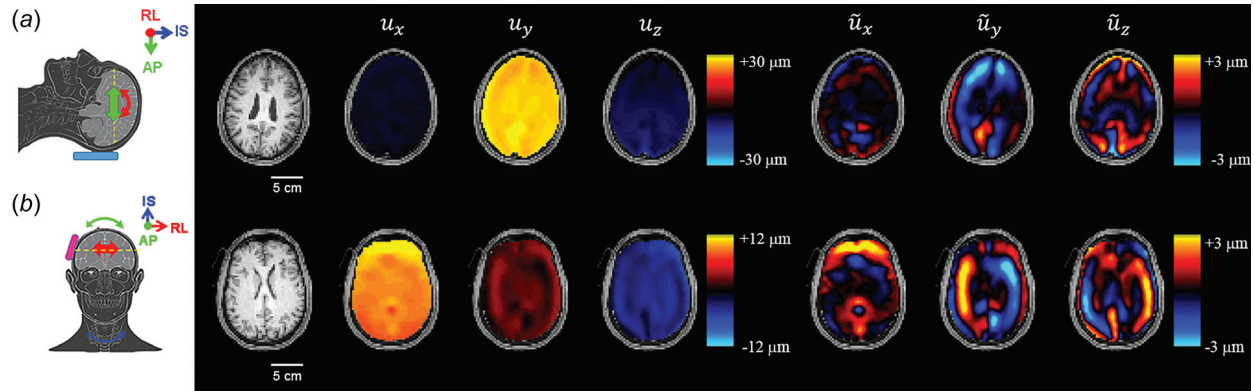 (a)
RL
IS
AP
u_x u_y u_z ũ_x ũ_y ũ_z
+30 μm
-30 μm
+3 μm
-3 μm
5 cm
(b)
IS
RL
AP
+12 μm
-12 μm
+3 μm
-3 μm
5 cm